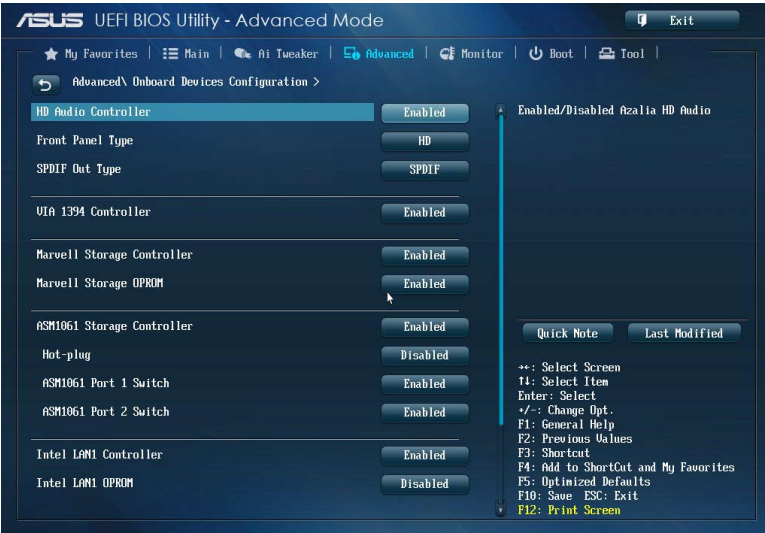 ASUS UEFI BIOS Utility - Advanced Mode
Exit
My Favorites | Main | Ai Tweaker | Advanced | Monitor | Boot | Tool |
Advanced\ Onboard Devices Configuration >
HD Audio Controller Enabled
Front Panel Type HD
SPDIF Out Type SPDIF
VIA 1394 Controller Enabled
Marvell Storage Controller Enabled
Marvell Storage OPROM Enabled
ASM1061 Storage Controller Enabled
Hot-plug Disabled
ASM1061 Port 1 Switch Enabled
ASM1061 Port 2 Switch Enabled
Intel LAN1 Controller Enabled
Intel LAN1 OPROM Disabled
Enabled/Disabled Azalia HD Audio
Quick Note Last Modified
→←: Select Screen
↑↓: Select Item
Enter: Select
+/-: Change Opt.
F1: General Help
F2: Previous Values
F3: Shortcut
F4: Add to ShortCut and My Favorites
F5: Optimized Defaults
F10: Save ESC: Exit
F12: Print Screen